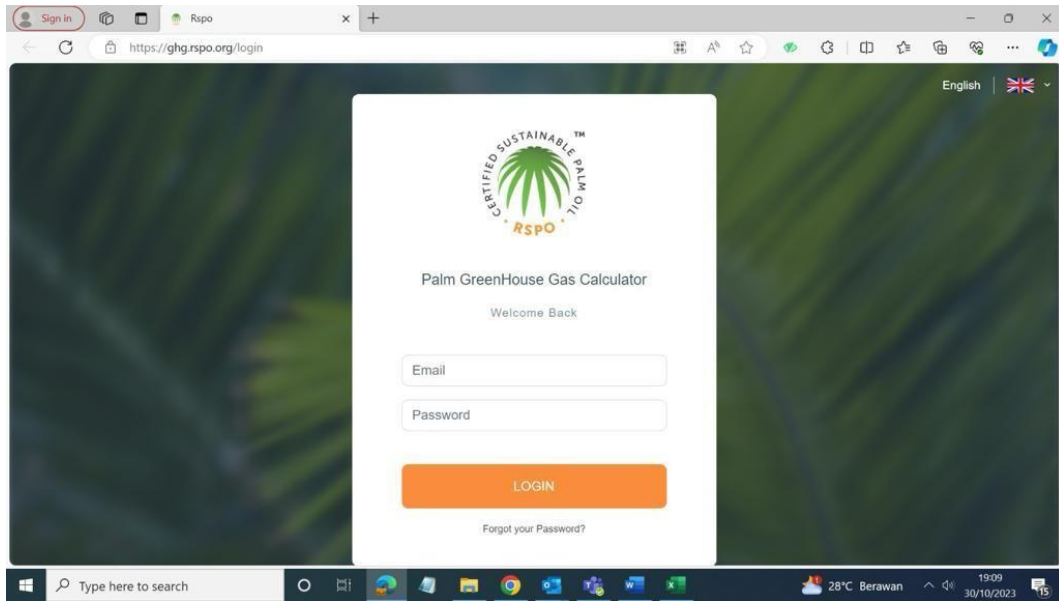 Sign in
Rspo
https://ghg.rspo.org/login
English
CERTIFIED SUSTAINABLE PALM OIL ™
RSPO
Palm GreenHouse Gas Calculator
Welcome Back
Email
Password
LOGIN
Forgot your Password?
Type here to search
28°C Berawan
19:09
30/10/2023
15